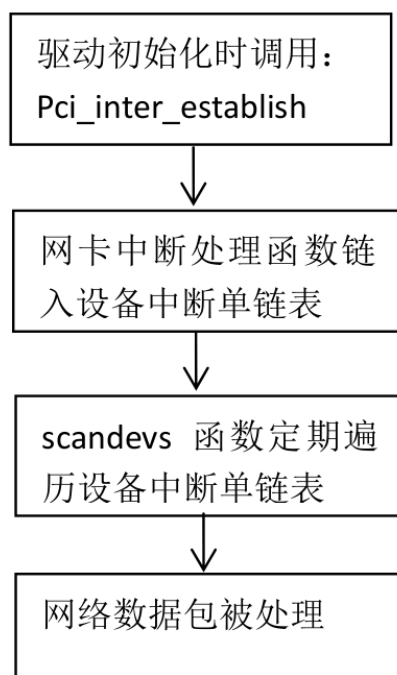 驱动初始化时调用：
Pci_inter_establish
网卡中断处理函数链
入设备中断单链表
scandevs 函数定期遍
历设备中断单链表
网络数据包被处理